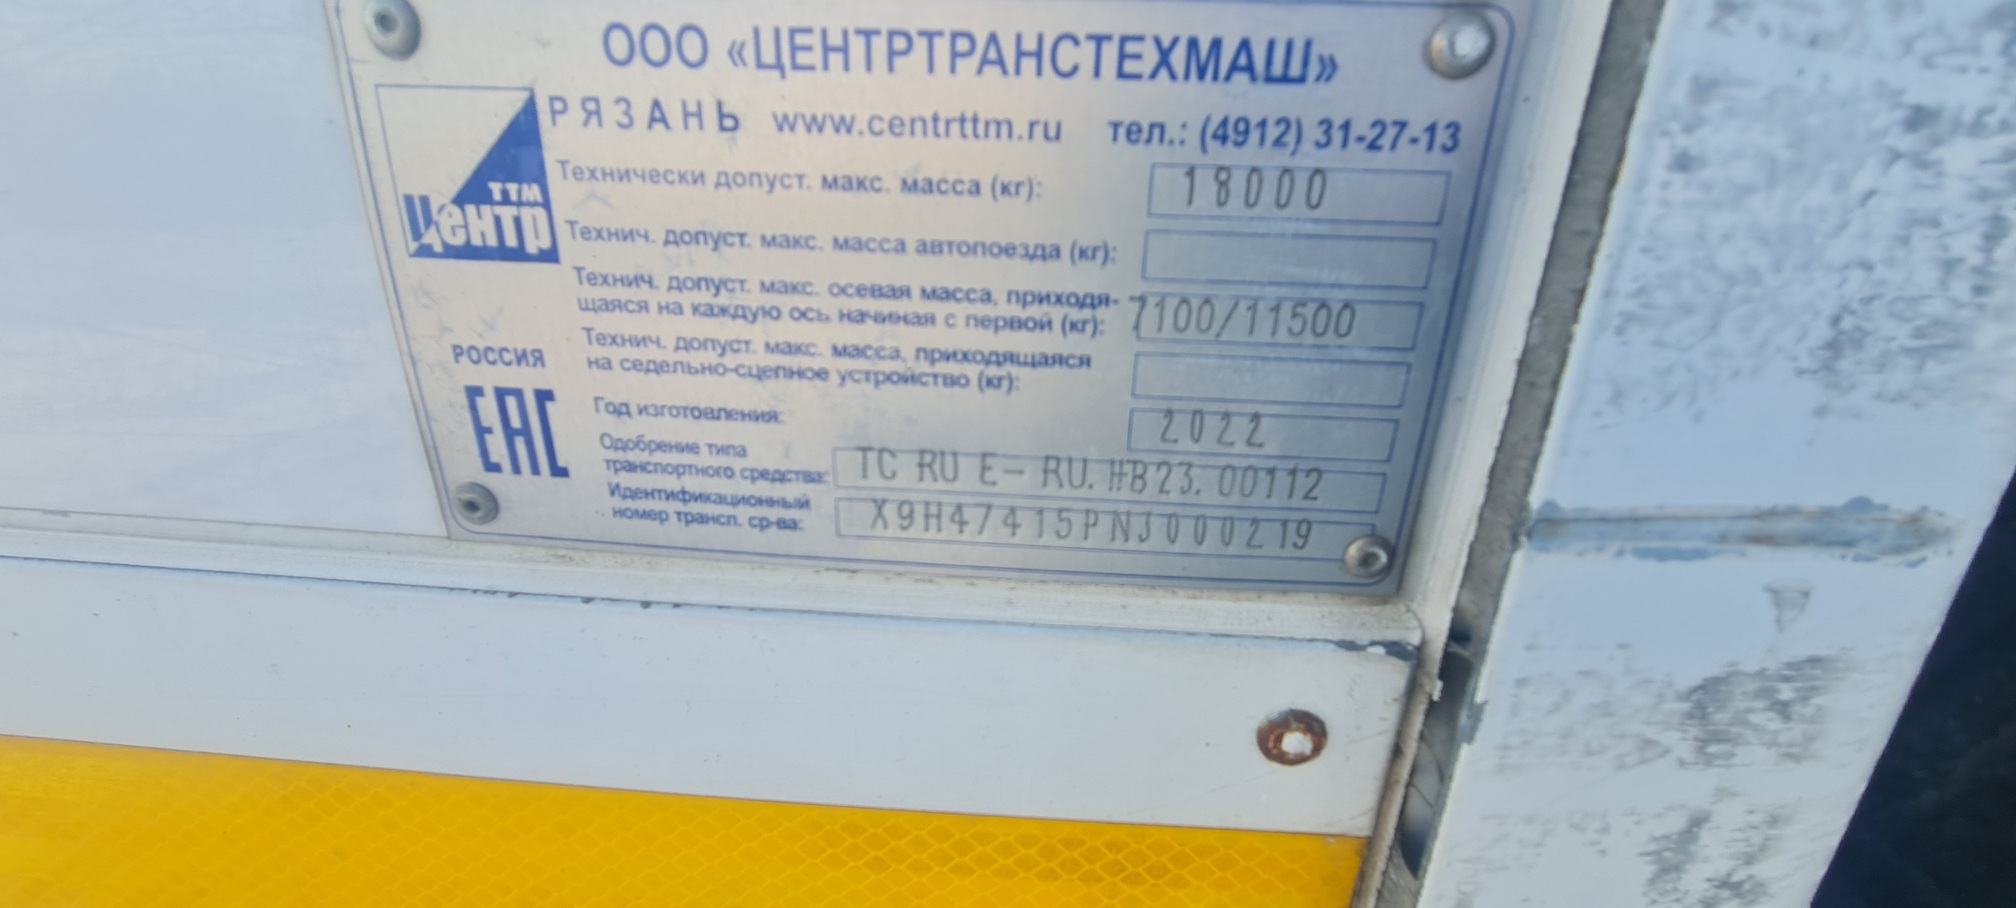 ООО «ЦЕНТРТРАНСТЕХМАШ»
РЯЗАНЬ www.centrttm.ru тел.: (4912) 31-27-13
ТТМ
Центр
Технически допуст. макс. масса (кг): 18000
Технич. допуст. макс. масса автопоезда (кг):
Технич. допуст. макс. осевая масса, приходя-
щаяся на каждую ось начиная с первой (кг): 7100/11500
Технич. допуст. макс. масса, приходящаяся
на седельно-сцепное устройство (кг):
РОССИЯ
ЕАС
Год изготовления: 2022
Одобрение типа
транспортного средства: ТС RU E-RU.НВ23.00112
Идентификационный
номер трансп. ср-ва: X9H47415PNJ000219